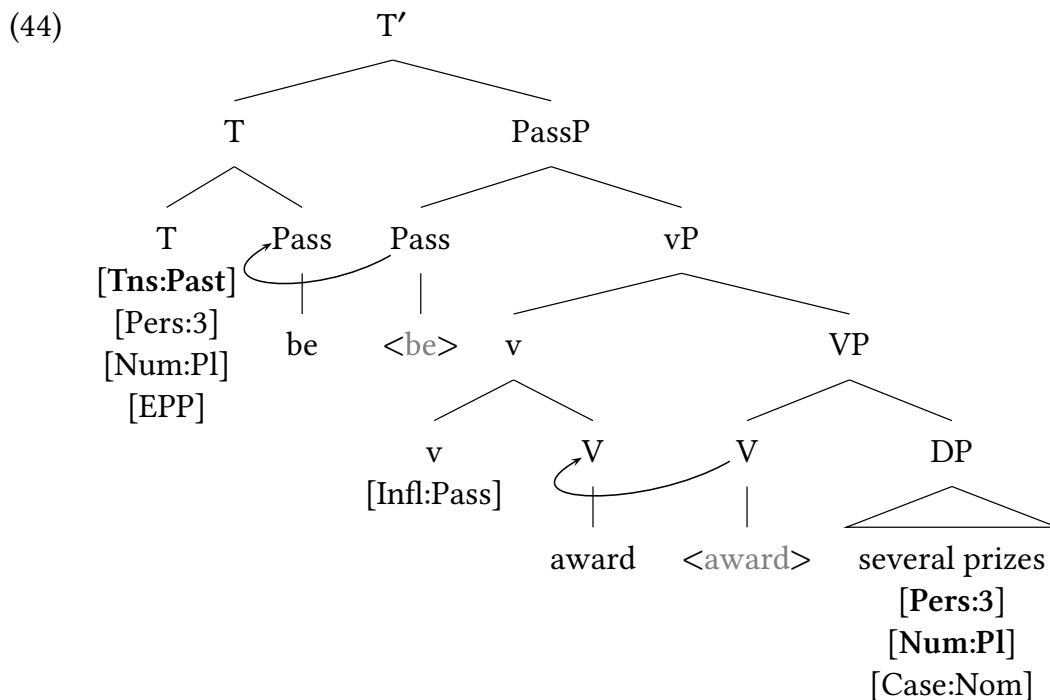 (44) T′
T PassP
T Pass Pass vP
[Tns:Past]
[Pers:3] be <be> v VP
[Num:Pl]
[EPP]
v V V DP
[Infl:Pass]
award <award> several prizes
[Pers:3]
[Num:Pl]
[Case:Nom]